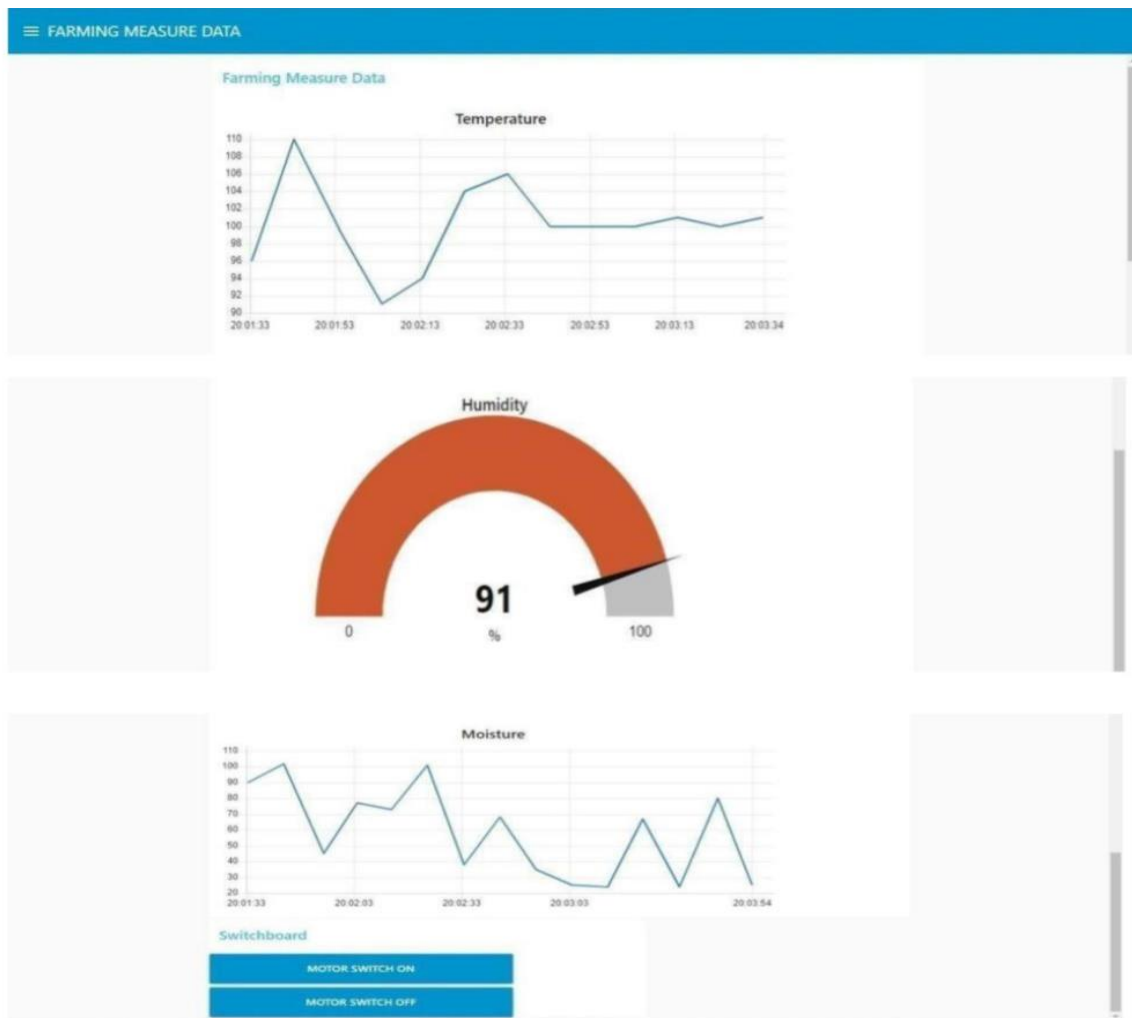 ≡ FARMING MEASURE DATA
Farming Measure Data
Temperature
110
108
106
104
102
100
98
96
94
92
90
20:01:33 20:01:53 20:02:13 20:02:33 20:02:53 20:03:13 20:03:34
Humidity
91
0 % 100
Moisture
110
100
90
80
70
60
50
40
30
20
20:01:33 20:02:03 20:02:33 20:03:03 20:03:54
Switchboard
MOTOR SWITCH ON
MOTOR SWITCH OFF